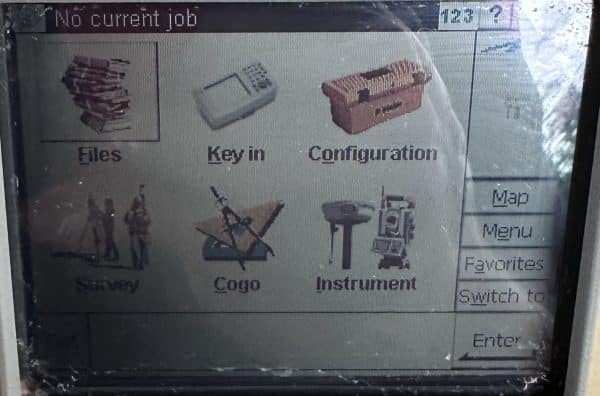 No current job
123 ?
Files
Key in
Configuration
Map
Menu
Favorites
Switch to
Survey
Cogo
Instrument
Enter